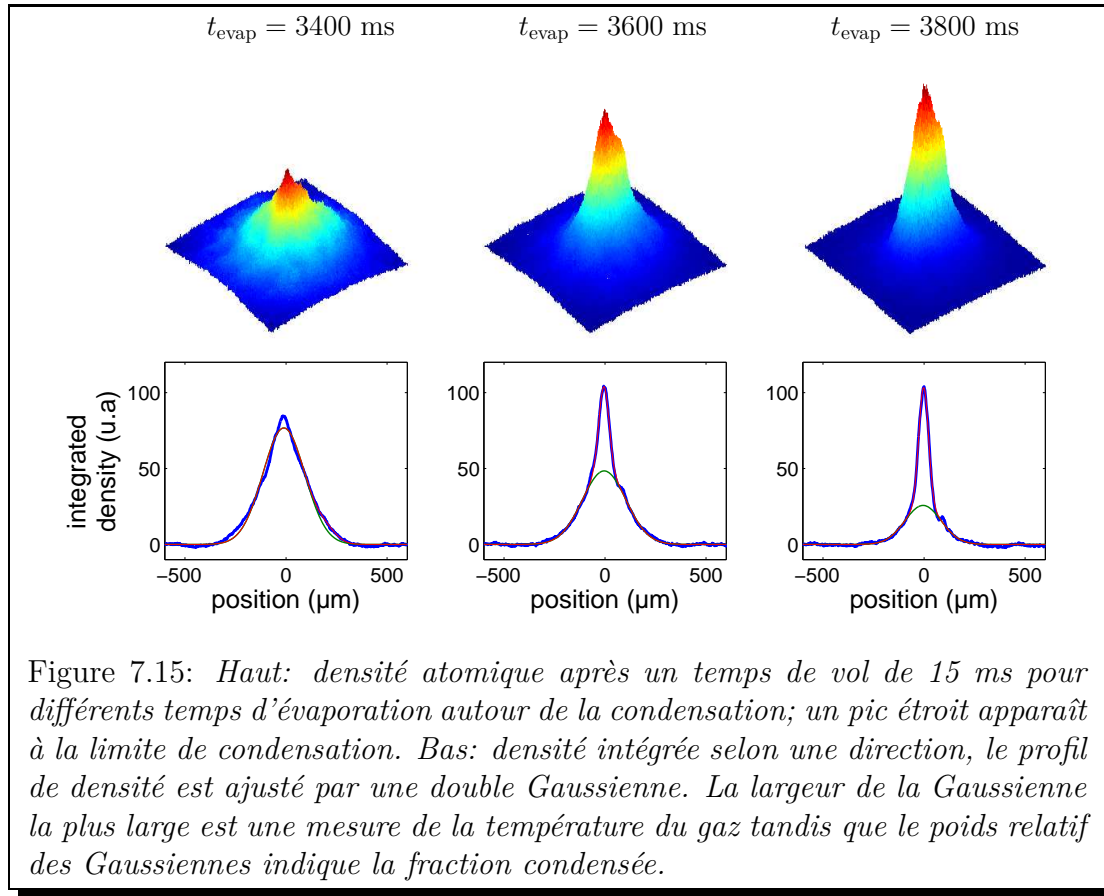 t_evap = 3400 ms t_evap = 3600 ms t_evap = 3800 ms
100
50
0
−500 0 500
position (µm)
integrated
density (u.a)
100
50
0
−500 0 500
position (µm)
100
50
0
−500 0 500
position (µm)
Figure 7.15: Haut: densité atomique après un temps de vol de 15 ms pour
différents temps d'évaporation autour de la condensation; un pic étroit apparaît
à la limite de condensation. Bas: densité intégrée selon une direction, le profil
de densité est ajusté par une double Gaussienne. La largeur de la Gaussienne
la plus large est une mesure de la température du gaz tandis que le poids relatif
des Gaussiennes indique la fraction condensée.